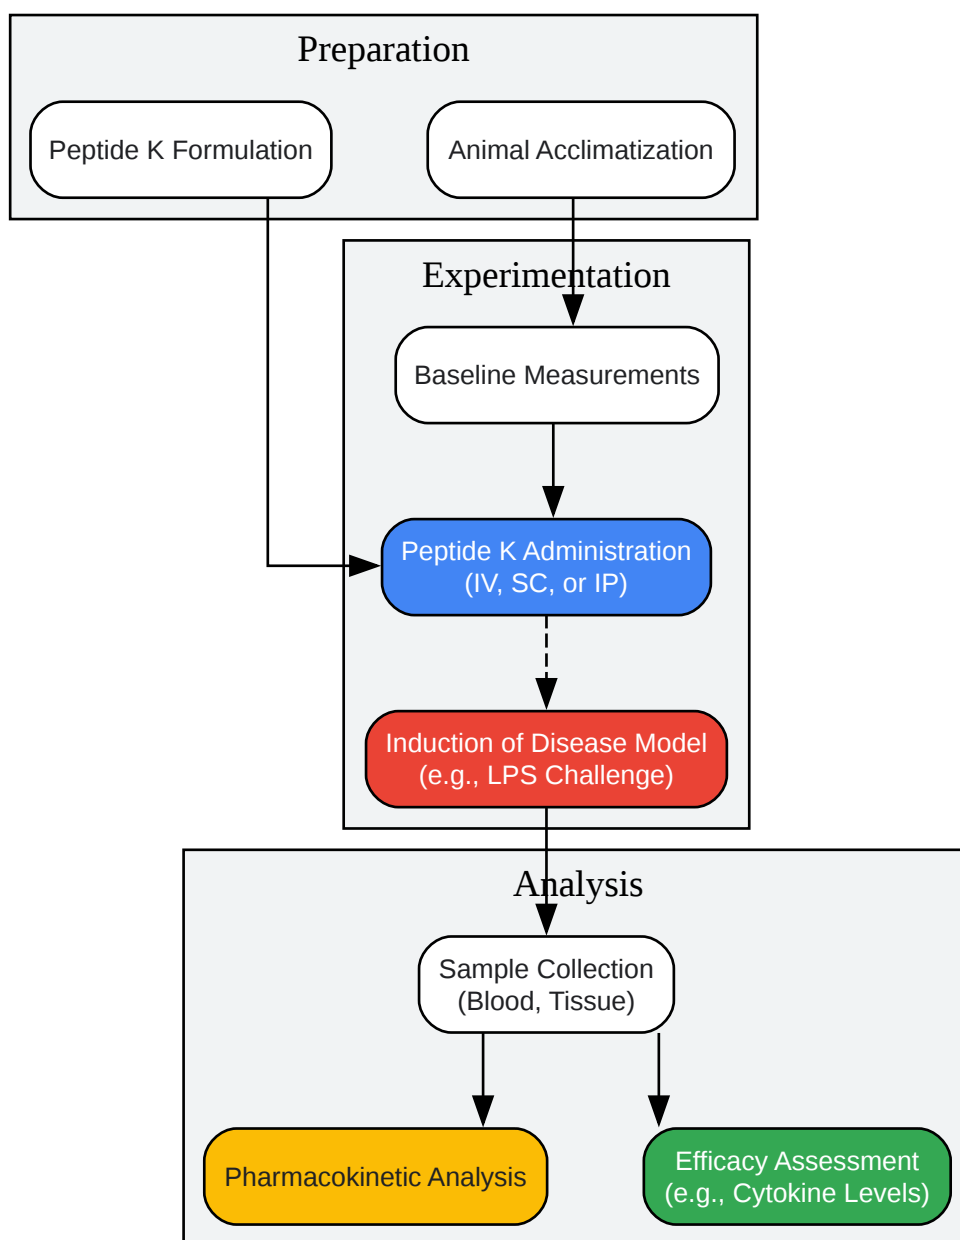 Preparation
Peptide K Formulation
Animal Acclimatization
Experimentation
Baseline Measurements
Peptide K Administration
(IV, SC, or IP)
Induction of Disease Model
(e.g., LPS Challenge)
Analysis
Sample Collection
(Blood, Tissue)
Pharmacokinetic Analysis
Efficacy Assessment
(e.g., Cytokine Levels)